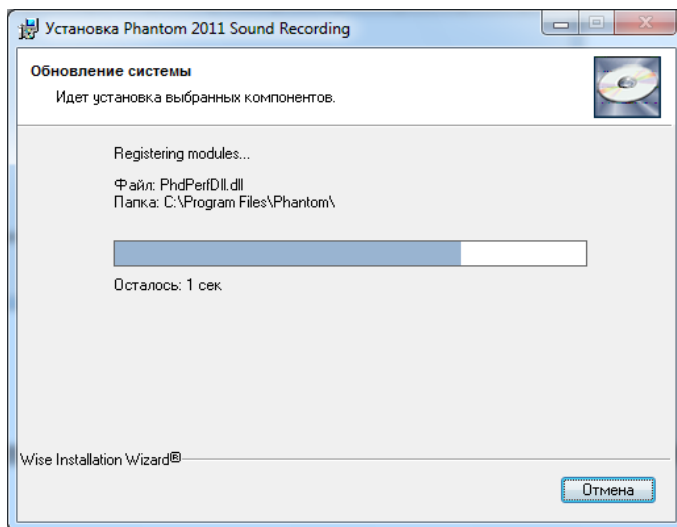 Установка Phantom 2011 Sound Recording
Обновление системы
Идет установка выбранных компонентов.
Registering modules...
Файл: PhdPerfDll.dll
Папка: C:\Program Files\Phantom\
Осталось: 1 сек
Wise Installation Wizard®
Отмена